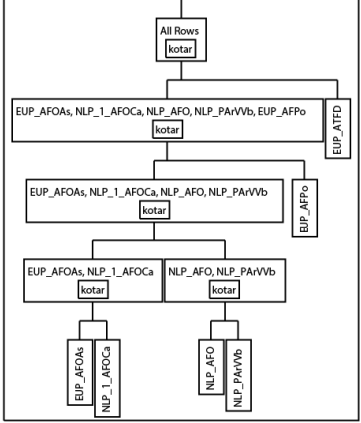 All Rows
kotar
EUP_AFOAs, NLP_1_AFOCa, NLP_AFO, NLP_PArVVb, EUP_AFPo
kotar
EUP_ATFD
EUP_AFOAs, NLP_1_AFOCa, NLP_AFO, NLP_PArVVb
kotar
EUP_AFPo
EUP_AFOAs, NLP_1_AFOCa
kotar
NLP_AFO, NLP_PArVVb
kotar
EUP_AFOAs
NLP_1_AFOCa
NLP_AFO
NLP_PArVVb